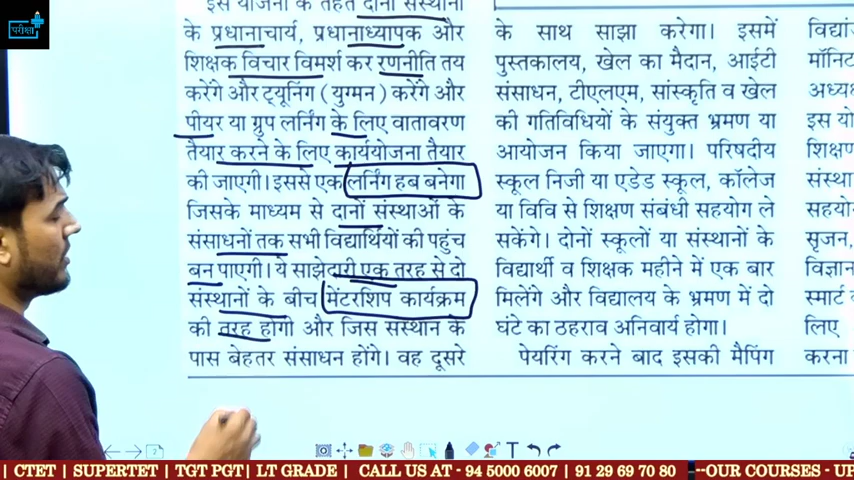 परीक्षा
इस योजना के तहत दोनों संस्थानों
के प्रधानाचार्य, प्रधानाध्यापक और
शिक्षक विचार विमर्श कर रणनीति तय
करेंगे और ट्यूनिंग (युग्मन) करेंगे और
पीयर या ग्रुप लर्निंग के लिए वातावरण
तैयार करने के लिए कार्ययोजना तैयार
की जाएगी। इससे एक लर्निंग हब बनेगा
जिसके माध्यम से दानों संस्थाओं के
संसाधनों तक सभी विद्यार्थियों की पहुंच
बन पाएगी। ये साझेदारी एक तरह से दो
संस्थानों के बीच मेंटरशिप कार्यक्रम
की तरह होगी और जिस संस्थान के
पास बेहतर संसाधन होंगे। वह दूसरे
के साथ साझा करेगा। इसमें
पुस्तकालय, खेल का मैदान, आईटी
संसाधन, टीएलएम, सांस्कृति व खेल
की गतिविधियों के संयुक्त भ्रमण या
आयोजन किया जाएगा। परिषदीय
स्कूल निजी या एडेड स्कूल, कॉलेज
या विवि से शिक्षण संबंधी सहयोग ले
सकेंगे। दोनों स्कूलों या संस्थानों के
विद्यार्थी व शिक्षक महीने में एक बार
मिलेंगे और विद्यालय के भ्रमण में दो
घंटे का ठहराव अनिवार्य होगा।
पेयरिंग करने बाद इसकी मैपिंग
मॉनिट
अध्यक्ष
इस यो
शिक्षण
संस्था
सहयो
सृजन,
विज्ञान
स्मार्ट
लिए
करना
| CTET | SUPERTET | TGT PGT| LT GRADE | CALL US AT - 94 5000 6007 | 91 29 69 70 80 --OUR COURSES - UP